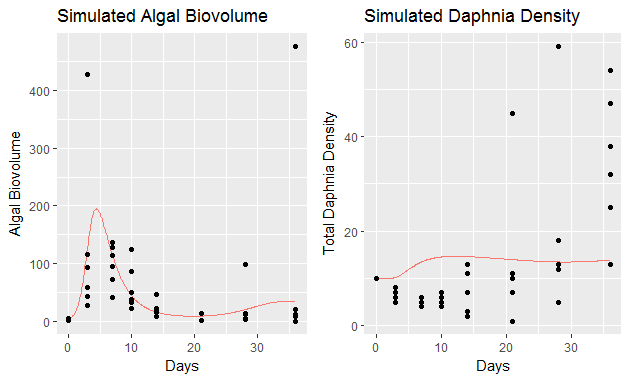 Simulated Algal Biovolume
Algal Biovolume
400
300
200
100
0
0 10 20 30
Days
Simulated Daphnia Density
Total Daphnia Density
60
40
20
0
0 10 20 30
Days